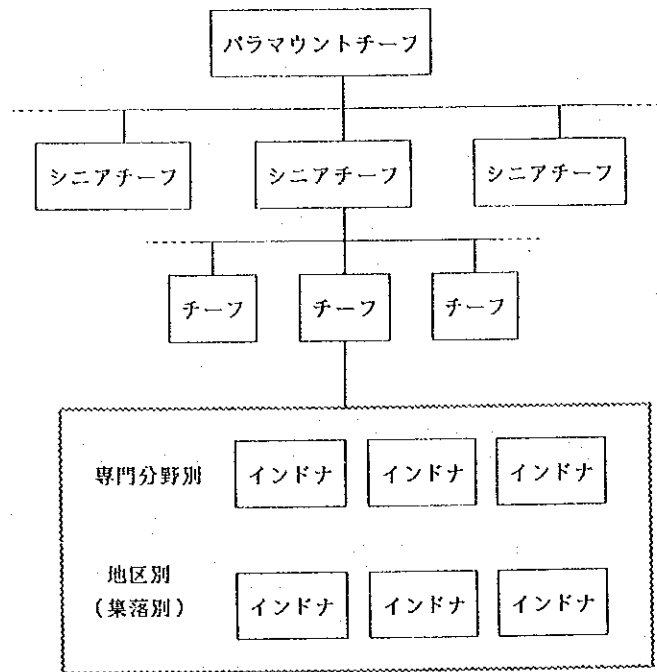 パラマウントチーフ
シニアチーフ シニアチーフ シニアチーフ
チーフ チーフ チーフ
専門分野別 インドナ インドナ インドナ
地区別
(集落別) インドナ インドナ インドナ